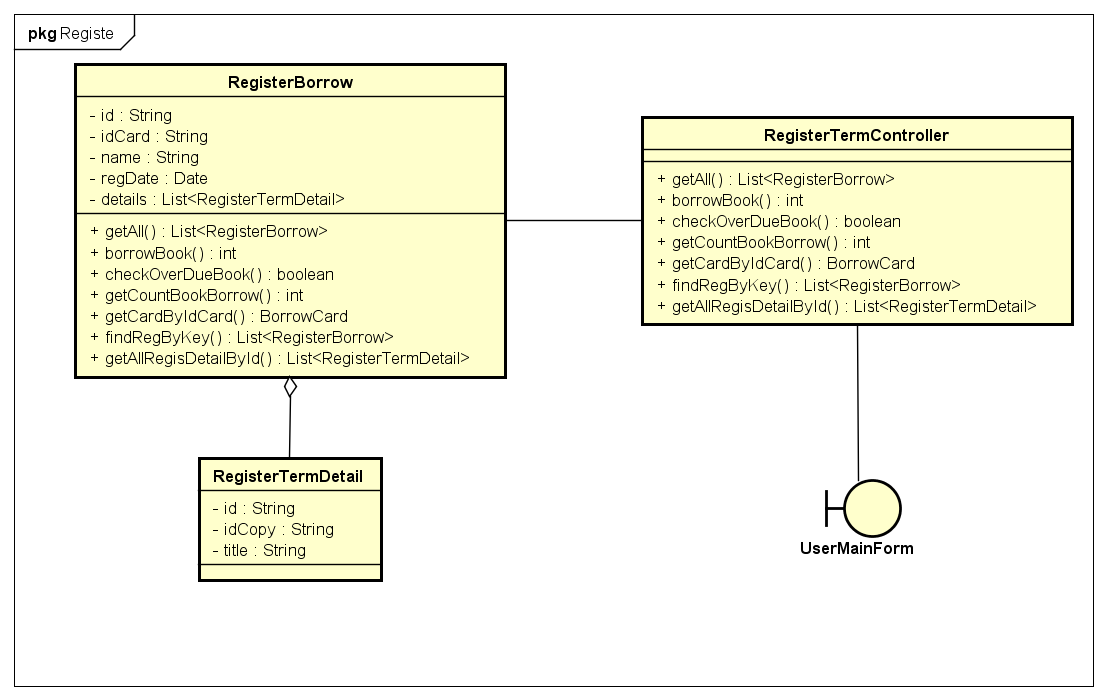 pkg Registe
RegisterBorrow
- id : String
- idCard : String
- name : String
- regDate : Date
- details : List<RegisterTermDetail>
+ getAll() : List<RegisterBorrow>
+ borrowBook() : int
+ checkOverDueBook() : boolean
+ getCountBookBorrow() : int
+ getCardByIdCard() : BorrowCard
+ findRegByKey() : List<RegisterBorrow>
+ getAllRegisDetailById() : List<RegisterTermDetail>
RegisterTermController
+ getAll() : List<RegisterBorrow>
+ borrowBook() : int
+ checkOverDueBook() : boolean
+ getCountBookBorrow() : int
+ getCardByIdCard() : BorrowCard
+ findRegByKey() : List<RegisterBorrow>
+ getAllRegisDetailById() : List<RegisterTermDetail>
RegisterTermDetail
- id : String
- idCopy : String
- title : String
UserMainForm